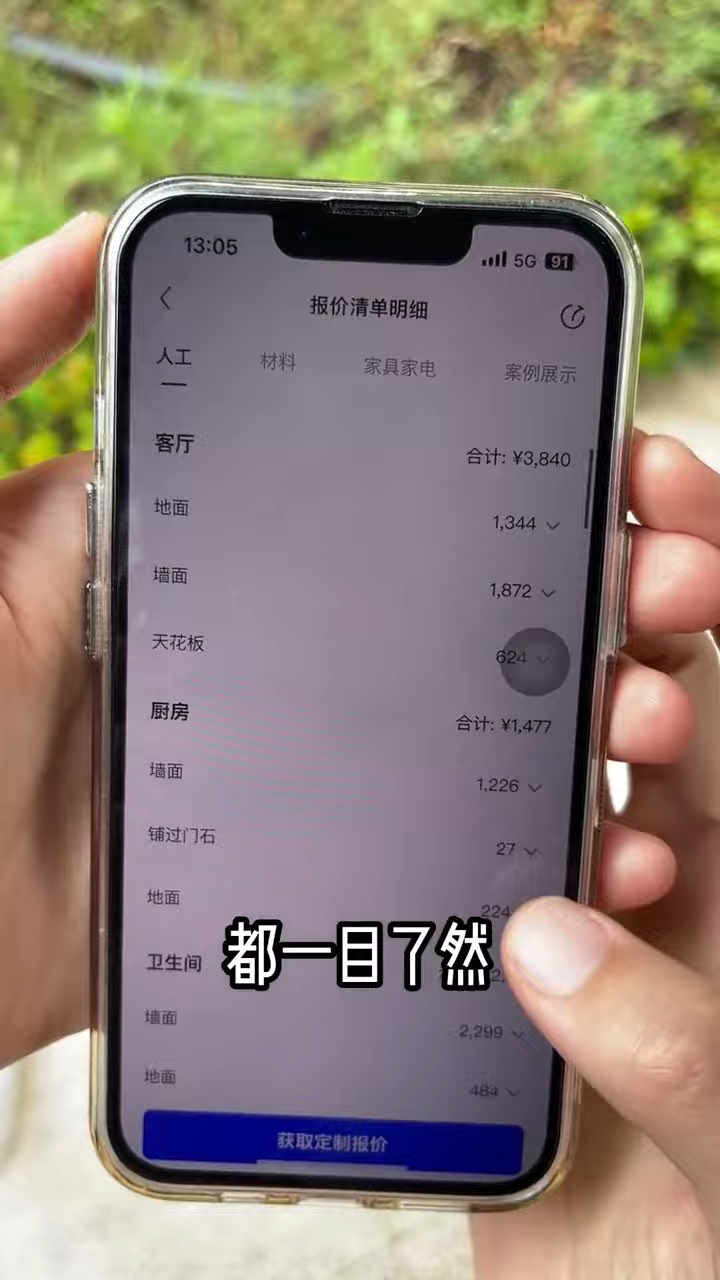 13:05 5G 91
报价清单明细
人工 材料 家具家电 案例展示
客厅 合计: ¥3,840
地面 1,344
墙面 1,872
天花板 624
厨房 合计: ¥1,477
墙面 1,226
铺过门石 27
地面 224
卫生间
都一目了然
墙面 2,299
地面 484
获取定制报价